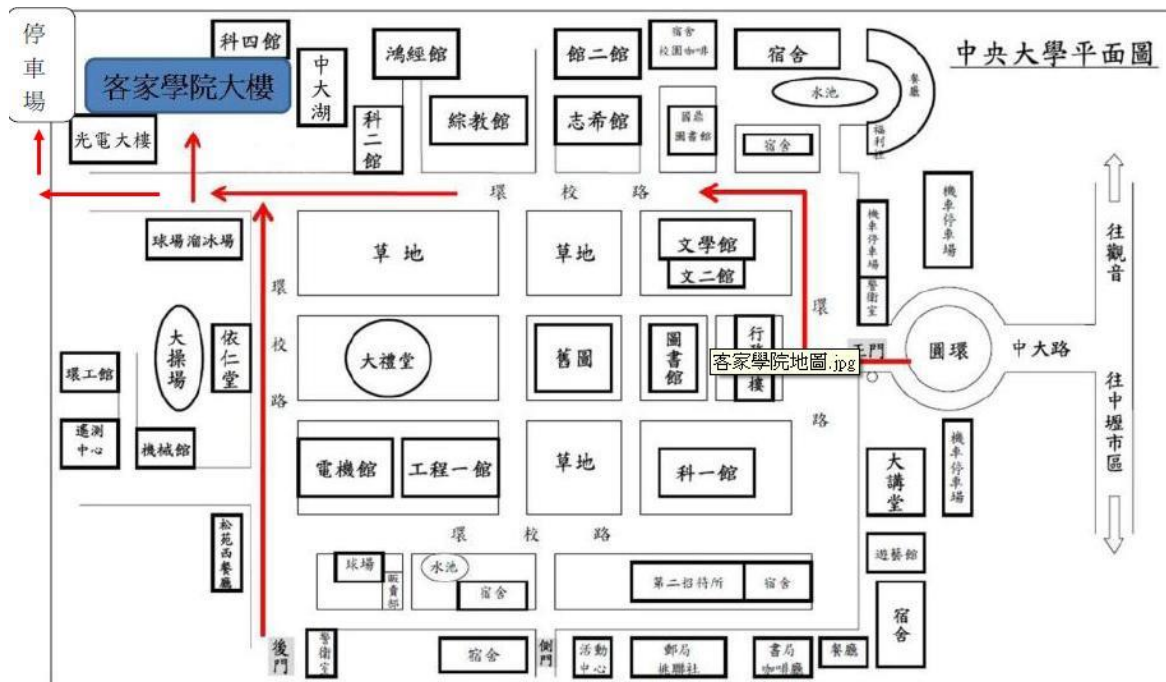 停
車
場
科四館
客家學院大樓
光電大樓
中
大
湖
科
二
館
鴻經館
綜教館
館二館
志希館
宿舍
校園咖啡
國鼎
圖書館
宿舍
水池
宿舍
餐
廳
福
利
社
中央大學平面圖
環 校 路
球場溜冰場
草地
草地
文學館
文二館
機
車
停
車
場
警
衛
室
機
車
停
車
場
往
觀
音
大
操
場
依
仁
堂
環
校
路
大禮堂
舊圖
圖
書
館
行
政
樓
客家學院地圖.jpg
環
路
正門
圓環
中大路
環工館
遙測
中心
機械館
電機館
工程一館
草地
科一館
大
講
堂
機
車
停
車
場
往
中
壢
市
區
環 校 路
松
苑
西
餐
廳
球場
販
賣
部
水池
宿舍
第二招待所
宿舍
遊藝館
宿
舍
後
門
警
衛
室
宿舍
側
門
活動
中心
郵局
桃聯社
書局
咖啡廳
餐廳